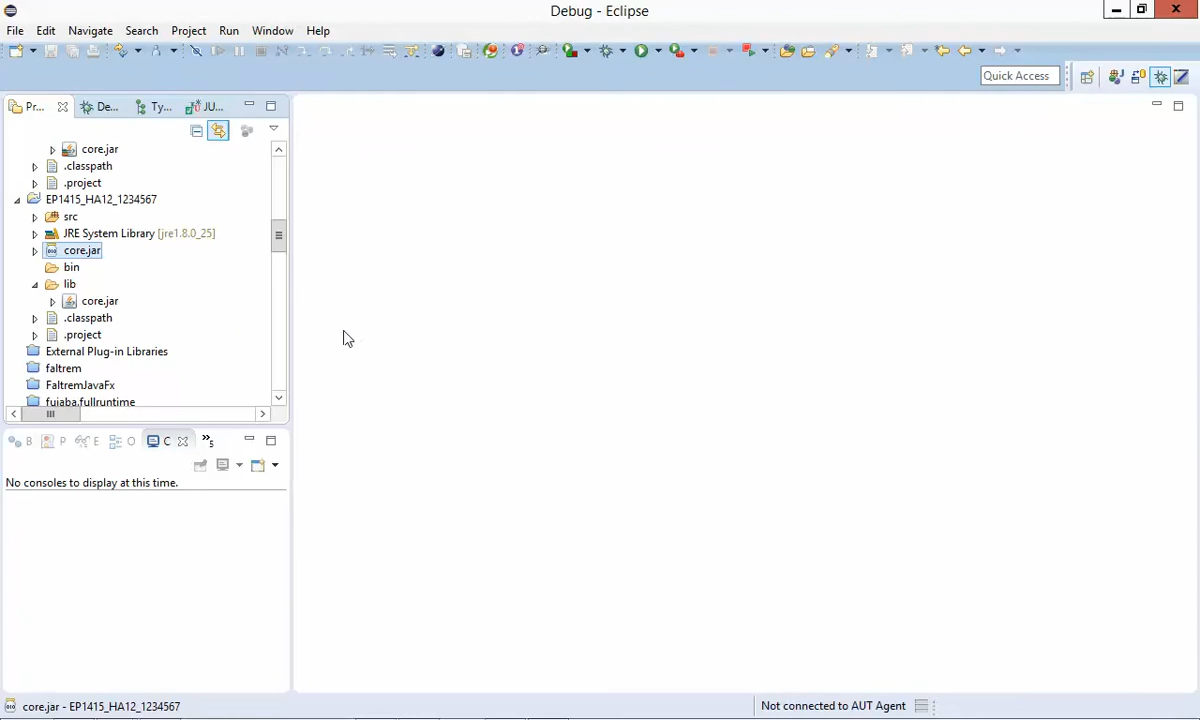 Debug - Eclipse
File Edit Navigate Search Project Run Window Help
Quick Access
Pr... De... Ty... JU...
core.jar
.classpath
.project
EP1415_HA12_1234567
src
JRE System Library [jre1.8.0_25]
core.jar
bin
lib
core.jar
.classpath
.project
External Plug-in Libraries
faltrem
FaltremJavaFx
fujaba.fullruntime
B P E O C »5
No consoles to display at this time.
core.jar - EP1415_HA12_1234567
Not connected to AUT Agent